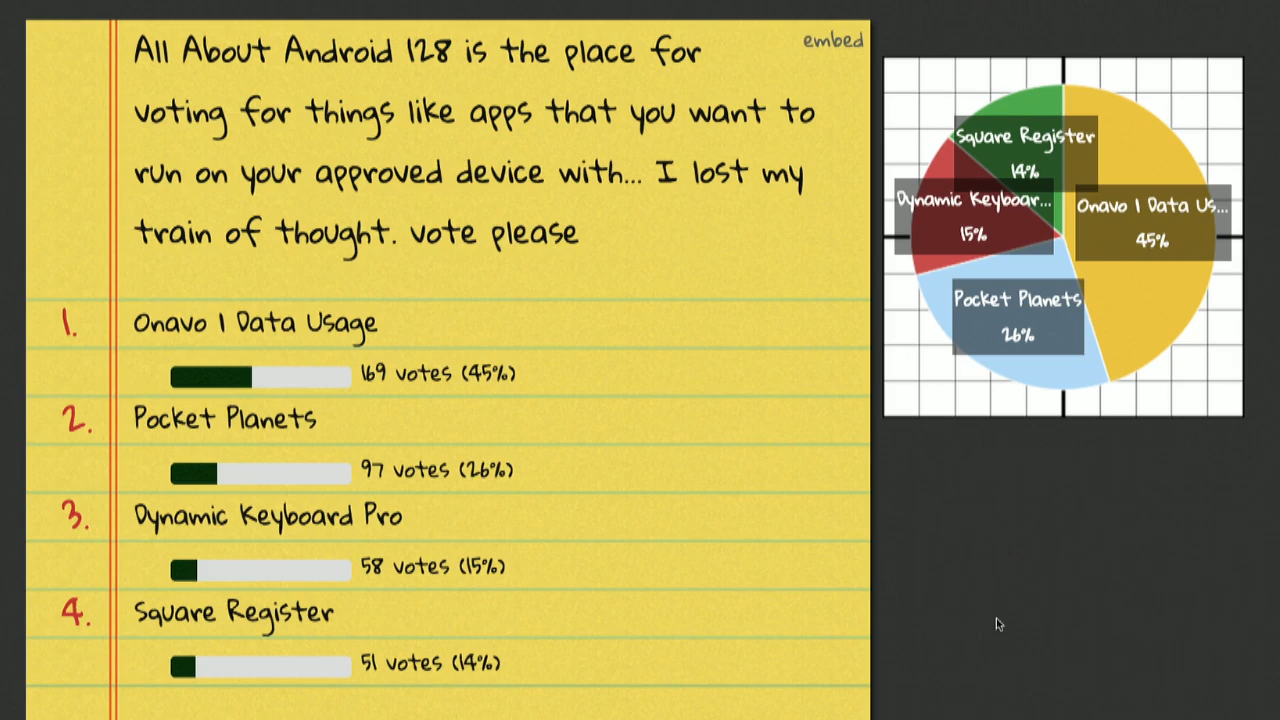 All About Android 128 is the place for
embed
voting for things like apps that you want to
run on your approved device with... I lost my
train of thought. vote please
1. Onavo | Data Usage
169 votes (45%)
2. Pocket Planets
97 votes (26%)
3. Dynamic Keyboard Pro
58 votes (15%)
4. Square Register
51 votes (14%)
Square Register
14%
Dynamic Keyboar...
15%
Onavo | Data Us...
45%
Pocket Planets
26%